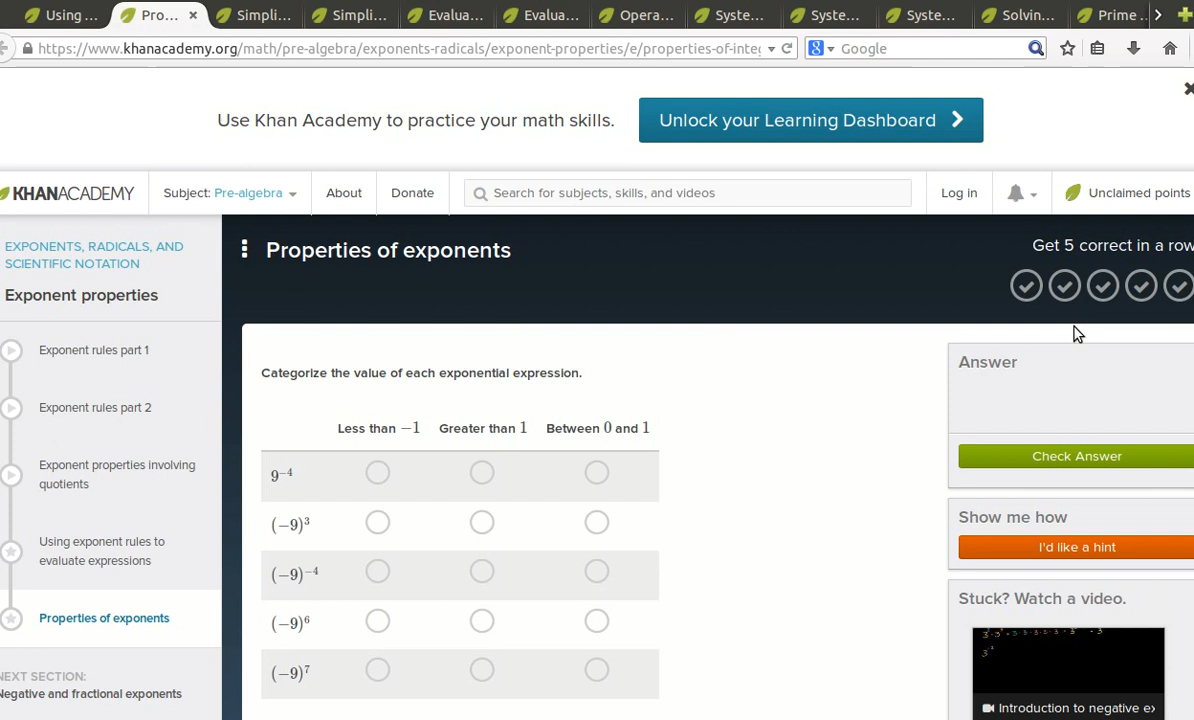 Using ... Pro... × Simpli... Simpli... Evalua... Evalua... Opera... Syste... Syste... Syste... Solvin... Prime ...
https://www.khanacademy.org/math/pre-algebra/exponents-radicals/exponent-properties/e/properties-of-inte Google
Use Khan Academy to practice your math skills. Unlock your Learning Dashboard
KHANACADEMY Subject: Pre-algebra About Donate Search for subjects, skills, and videos Log in Unclaimed points
EXPONENTS, RADICALS, AND
SCIENTIFIC NOTATION
Exponent properties
Exponent rules part 1
Exponent rules part 2
Exponent properties involving
quotients
Using exponent rules to
evaluate expressions
Properties of exponents
NEXT SECTION:
Negative and fractional exponents
Properties of exponents
Get 5 correct in a row
Categorize the value of each exponential expression.
Less than −1 Greater than 1 Between 0 and 1
9⁻⁴
(−9)³
(−9)⁻⁴
(−9)⁶
(−9)⁷
Answer
Check Answer
Show me how
I'd like a hint
Stuck? Watch a video.
Introduction to negative ex